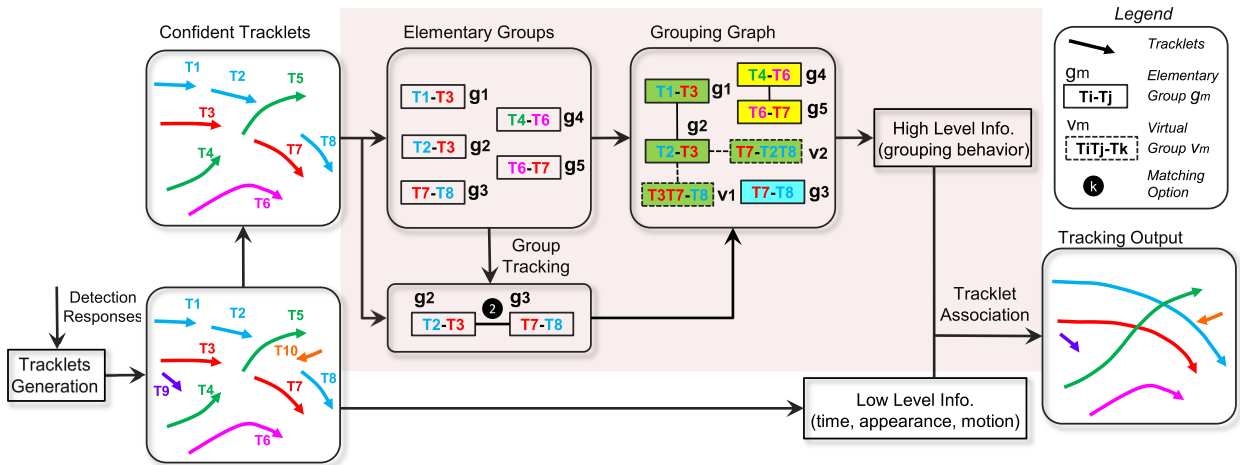 Confident Tracklets
T1
T2
T5
T3
T4
T7
T8
T6
Elementary Groups
T1-T3 g1
T4-T6 g4
T2-T3 g2
T6-T7 g5
T7-T8 g3
Group
Tracking
g2
2
g3
T2-T3
T7-T8
Grouping Graph
T4-T6 g4
T1-T3 g1
T6-T7 g5
g2
T2-T3
T7-T2T8
v2
T3T7-T8 v1
T7-T8 g3
High Level Info.
(grouping behavior)
Legend
Tracklets
gm
Elementary
Ti-Tj
Group gm
vm
Virtual
TiTj-Tk
Group vm
k
Matching
Option
Detection
Responses
Tracklets
Generation
T1
T2
T5
T3
T10
T9
T4
T7
T8
T6
Low Level Info.
(time, appearance, motion)
Tracklet
Association
Tracking Output